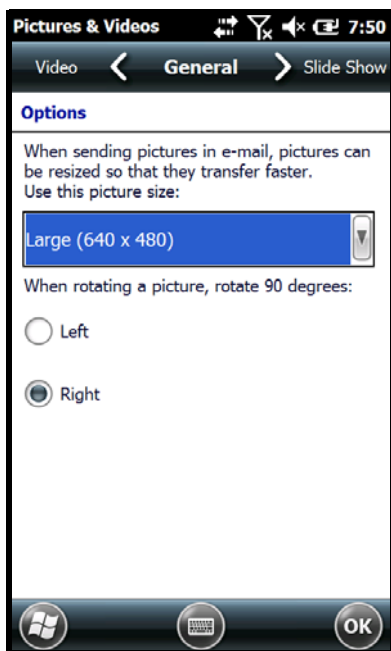 Pictures & Videos 7:50
Video General Slide Show
Options
When sending pictures in e-mail, pictures can
be resized so that they transfer faster.
Use this picture size:
Large (640 x 480)
When rotating a picture, rotate 90 degrees:
Left
Right
OK